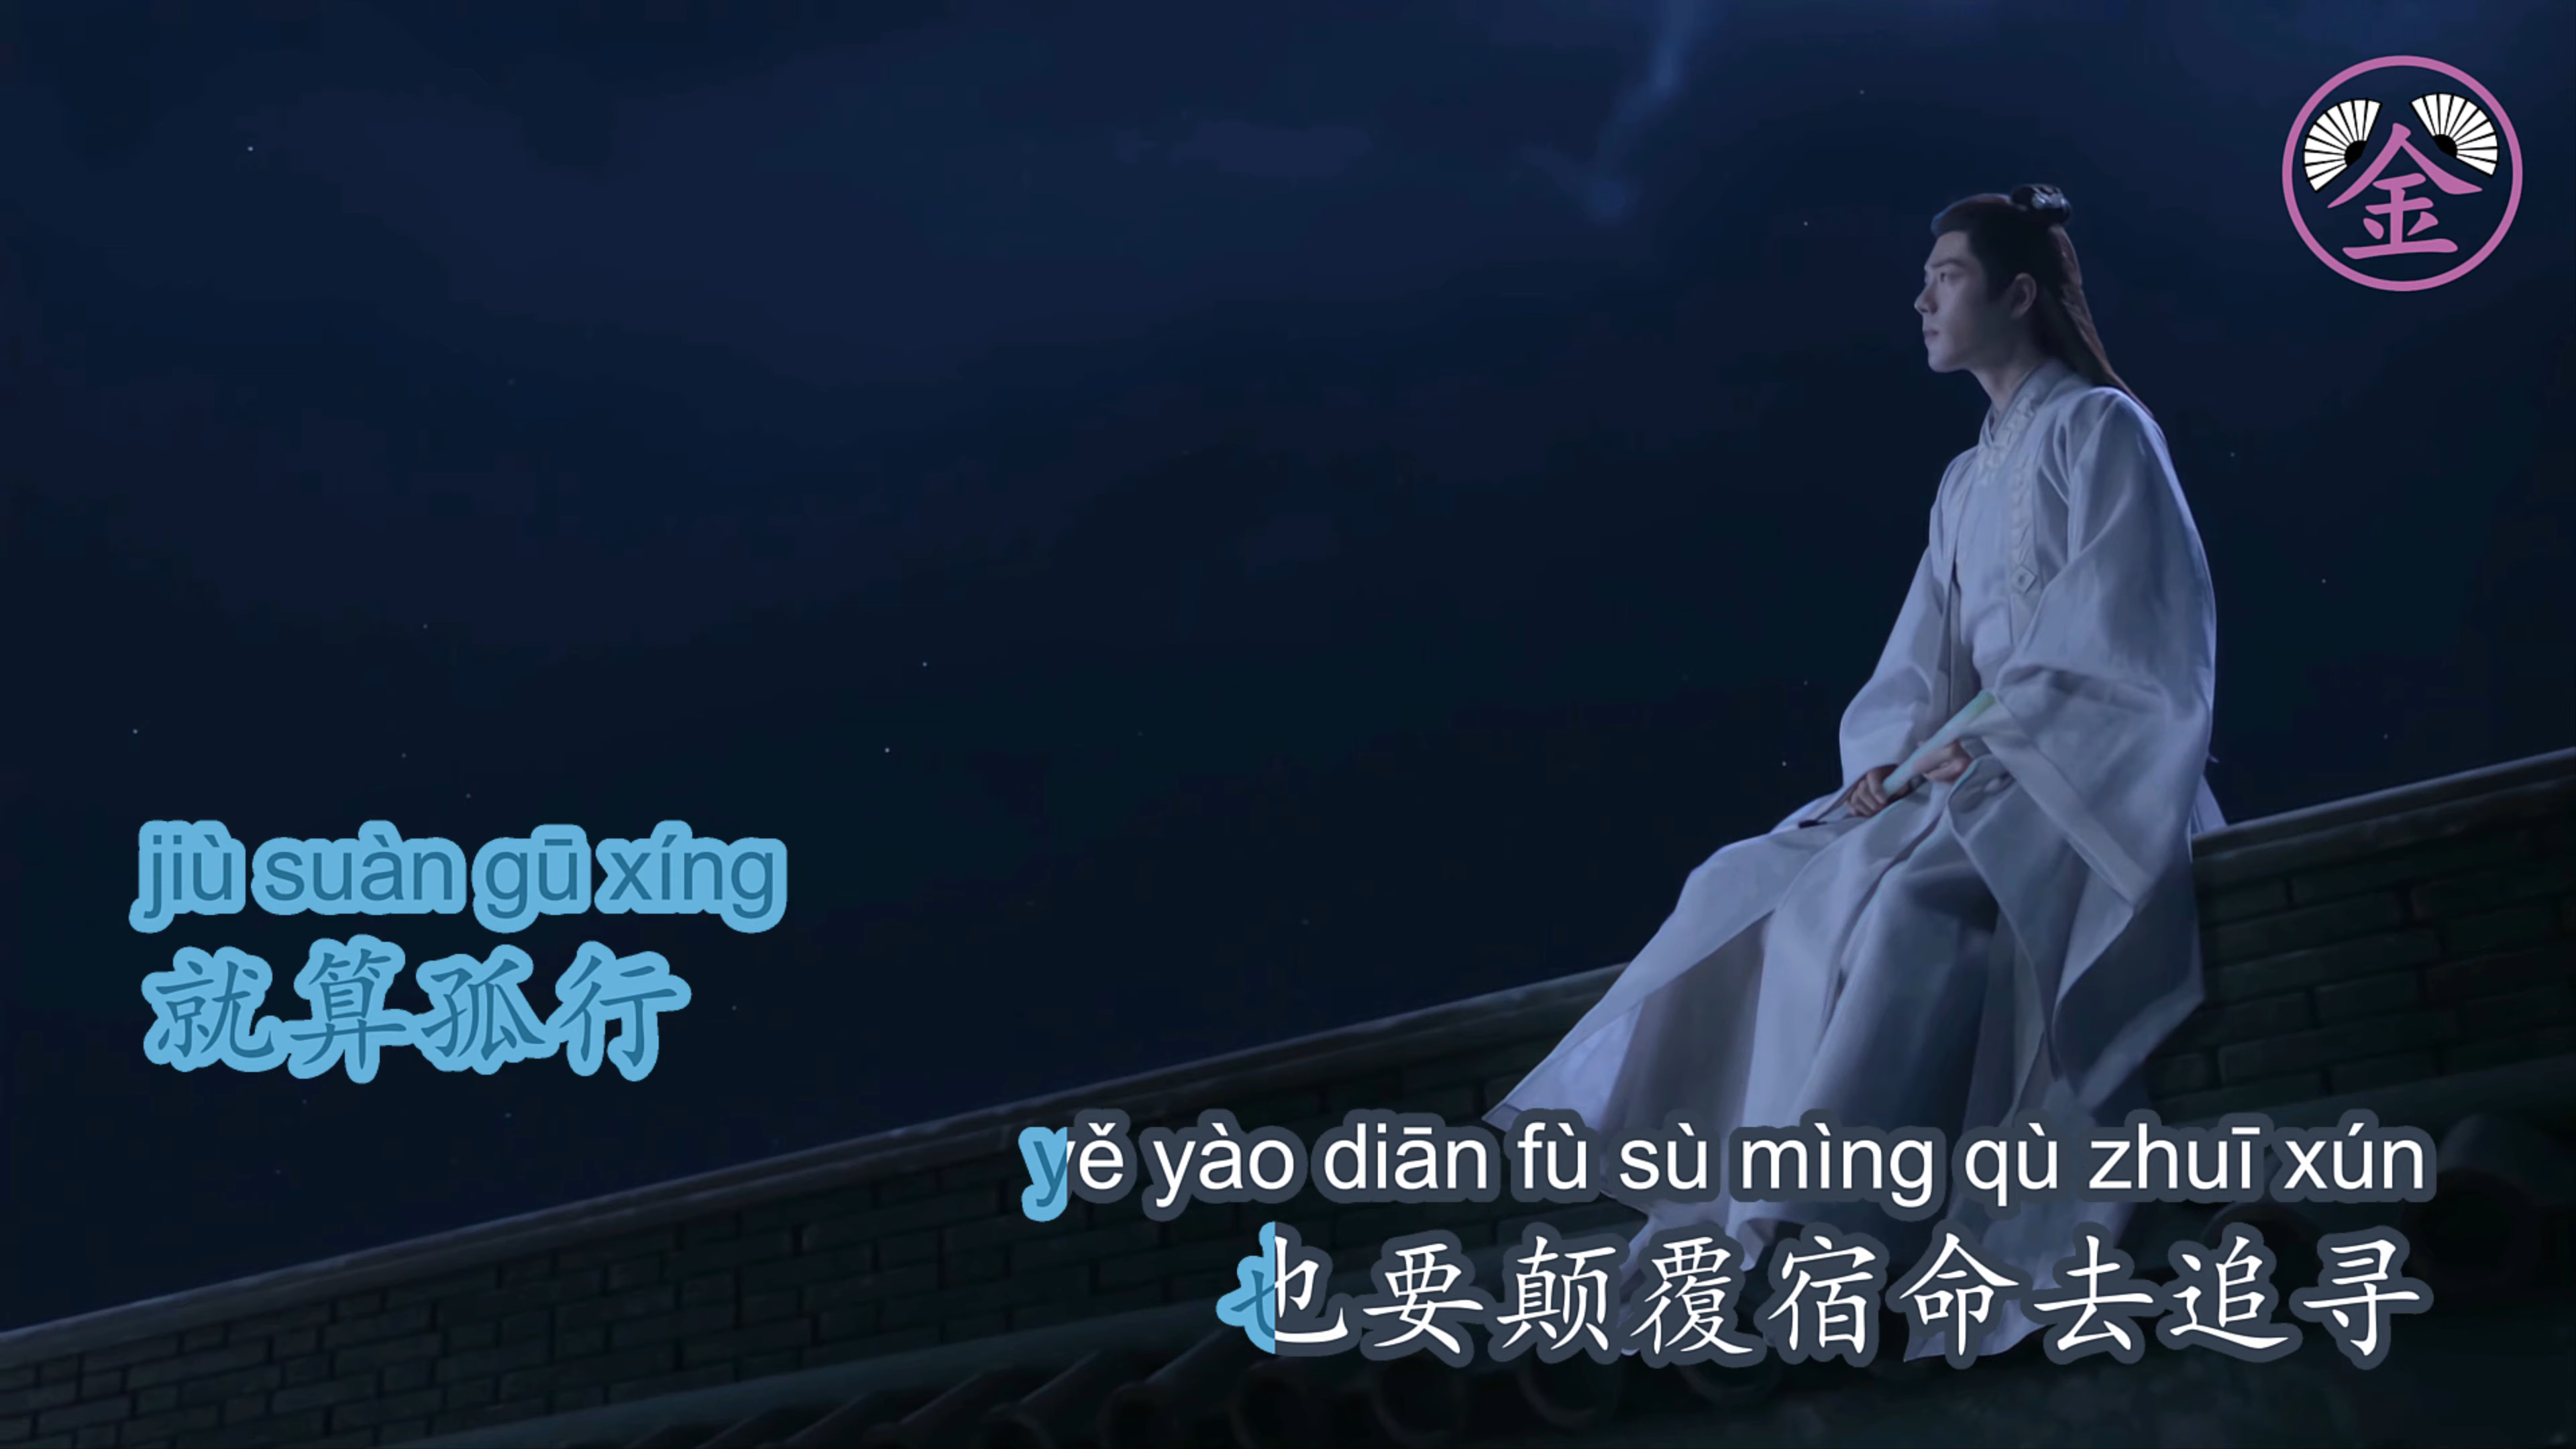 金
jiù suàn gū xíng
就算孤行
yě yào diān fù sù mìng qù zhuī xún
也要颠覆宿命去追寻